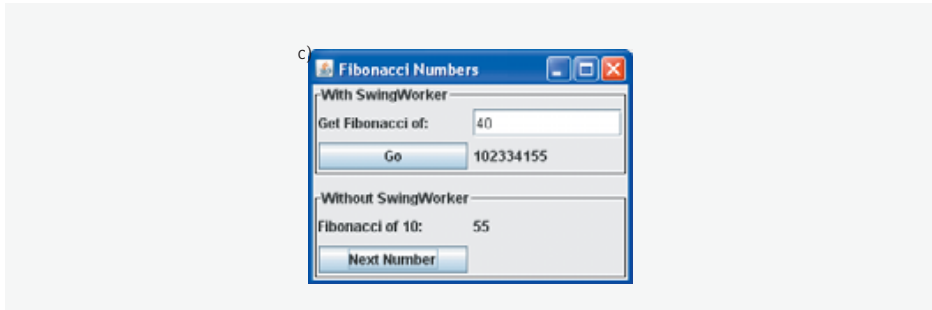 c)
Fibonacci Numbers
With SwingWorker
Get Fibonacci of: 40
Go 102334155
Without SwingWorker
Fibonacci of 10: 55
Next Number